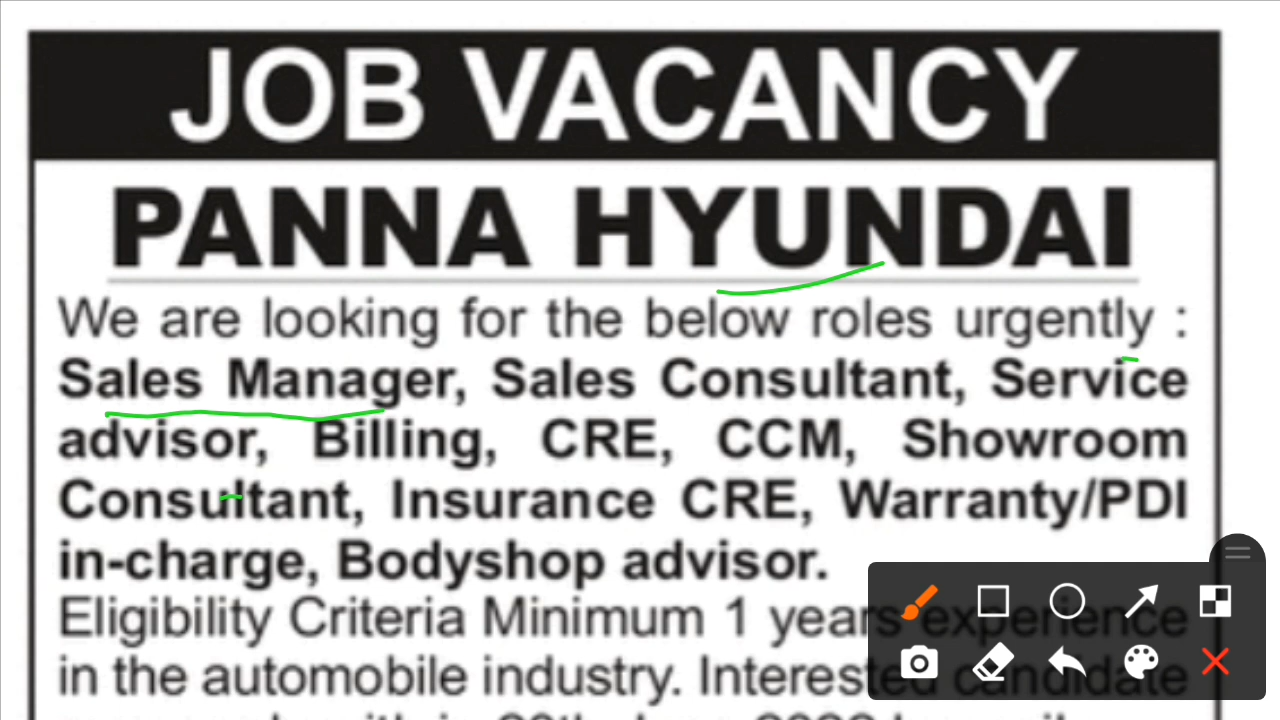 JOB VACANCY
PANNA HYUNDAI
We are looking for the below roles urgently :
Sales Manager, Sales Consultant, Service
advisor, Billing, CRE, CCM, Showroom
Consultant, Insurance CRE, Warranty/PDI
in-charge, Bodyshop advisor.
Eligibility Criteria Minimum 1 years experience
in the automobile industry. Interested candidate